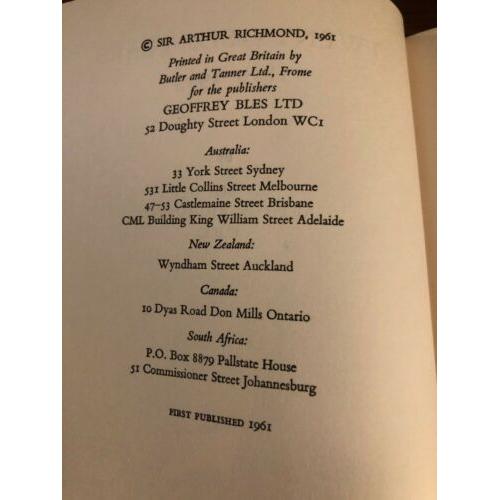 © SIR ARTHUR RICHMOND, 1961
Printed in Great Britain by
Butler and Tanner Ltd., Frome
for the publishers
GEOFFREY BLES LTD
52 Doughty Street London WC1
Australia:
33 York Street Sydney
531 Little Collins Street Melbourne
47-53 Castlemaine Street Brisbane
CML Building King William Street Adelaide
New Zealand:
Wyndham Street Auckland
Canada:
10 Dyas Road Don Mills Ontario
South Africa:
P.O. Box 8879 Pallstate House
51 Commissioner Street Johannesburg
FIRST PUBLISHED 1961